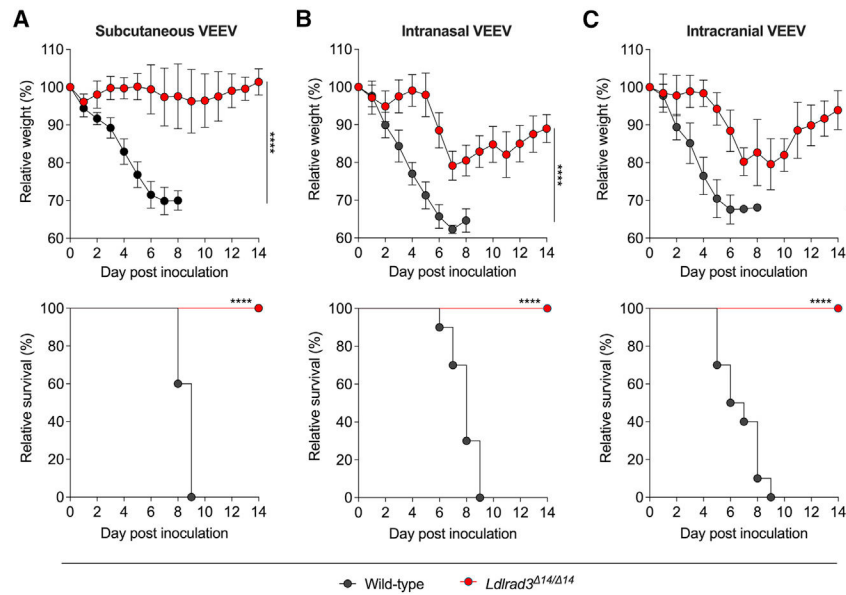 A
Subcutaneous VEEV
B
Intranasal VEEV
C
Intracranial VEEV
110
100
90
80
70
60
Relative weight (%)
0 2 4 6 8 10 12 14
Day post inoculation
****
110
100
90
80
70
60
Relative weight (%)
0 2 4 6 8 10 12 14
Day post inoculation
****
110
100
90
80
70
60
Relative weight (%)
0 2 4 6 8 10 12 14
Day post inoculation
100
80
60
40
20
0
Relative survival (%)
****
0 2 4 6 8 10 12 14
Day post inoculation
100
80
60
40
20
0
Relative survival (%)
****
0 2 4 6 8 10 12 14
Day post inoculation
100
80
60
40
20
0
Relative survival (%)
****
0 2 4 6 8 10 12 14
Day post inoculation
Wild-type Ldlrad3Δ14/Δ14